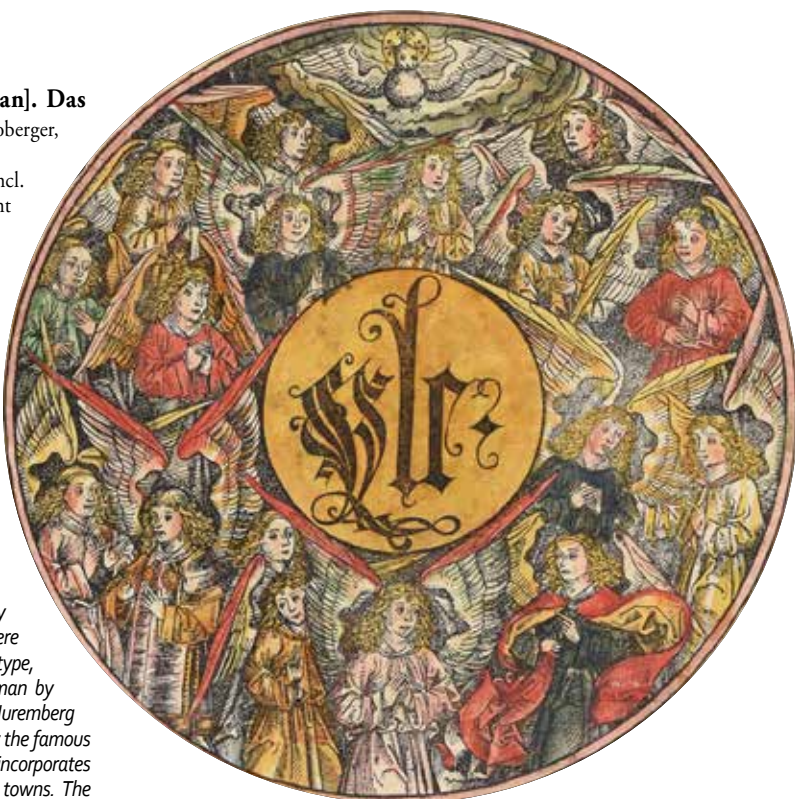 an]. Das
oberger,
ncl.
nt
y
ere
type,
man by
Nuremberg
the famous
incorporates
towns. The